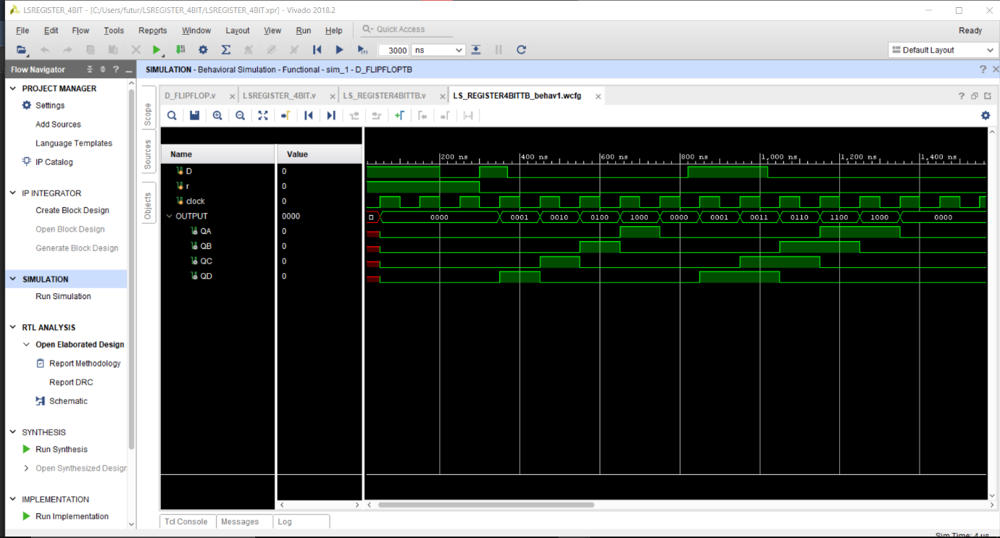 LSREGISTER_4BIT - [C:/Users/futur/LSREGISTER_4BIT/LSREGISTER_4BIT.xpr] - Vivado 2018.2
File Edit Flow Tools Reports Window Layout View Run Help Quick Access Ready
3000 ns Default Layout
Flow Navigator
SIMULATION - Behavioral Simulation - Functional - sim_1 - D_FLIPFLOPTB
PROJECT MANAGER
Settings
Add Sources
Language Templates
IP Catalog
IP INTEGRATOR
Create Block Design
Open Block Design
Generate Block Design
SIMULATION
Run Simulation
RTL ANALYSIS
Open Elaborated Design
Report Methodology
Report DRC
Schematic
SYNTHESIS
Run Synthesis
Open Synthesized Design
IMPLEMENTATION
Run Implementation
Scope
Sources
Objects
D_FLIPFLOP.v LSREGISTER_4BIT.v LS_REGISTER4BITTB.v LS_REGISTER4BITTB_behav1.wcfg
Name Value
200 ns 400 ns 600 ns 800 ns 1,000 ns 1,200 ns 1,400 ns
D 0
r 0
clock 0
OUTPUT 0000 0000 0001 0010 0100 1000 0000 0001 0011 0110 1100 1000 0000
QA 0
QB 0
QC 0
QD 0
Tcl Console Messages Log
Sim Time: 4 us